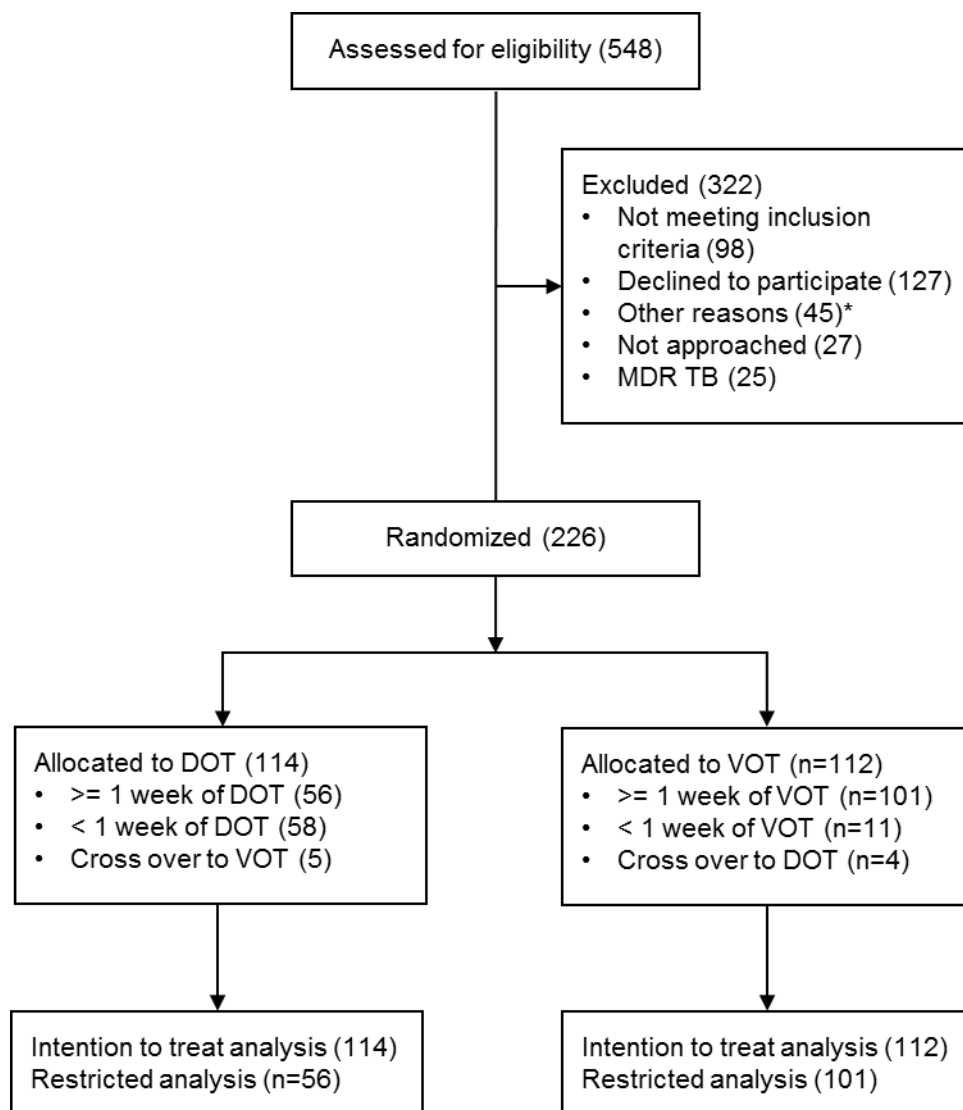 Assessed for eligibility (548)
Excluded (322)
• Not meeting inclusion
criteria (98)
• Declined to participate (127)
• Other reasons (45)*
• Not approached (27)
• MDR TB (25)
Randomized (226)
Allocated to DOT (114)
• >= 1 week of DOT (56)
• < 1 week of DOT (58)
• Cross over to VOT (5)
Allocated to VOT (n=112)
• >= 1 week of VOT (n=101)
• < 1 week of VOT (n=11)
• Cross over to DOT (n=4)
Intention to treat analysis (114)
Restricted analysis (n=56)
Intention to treat analysis (112)
Restricted analysis (101)